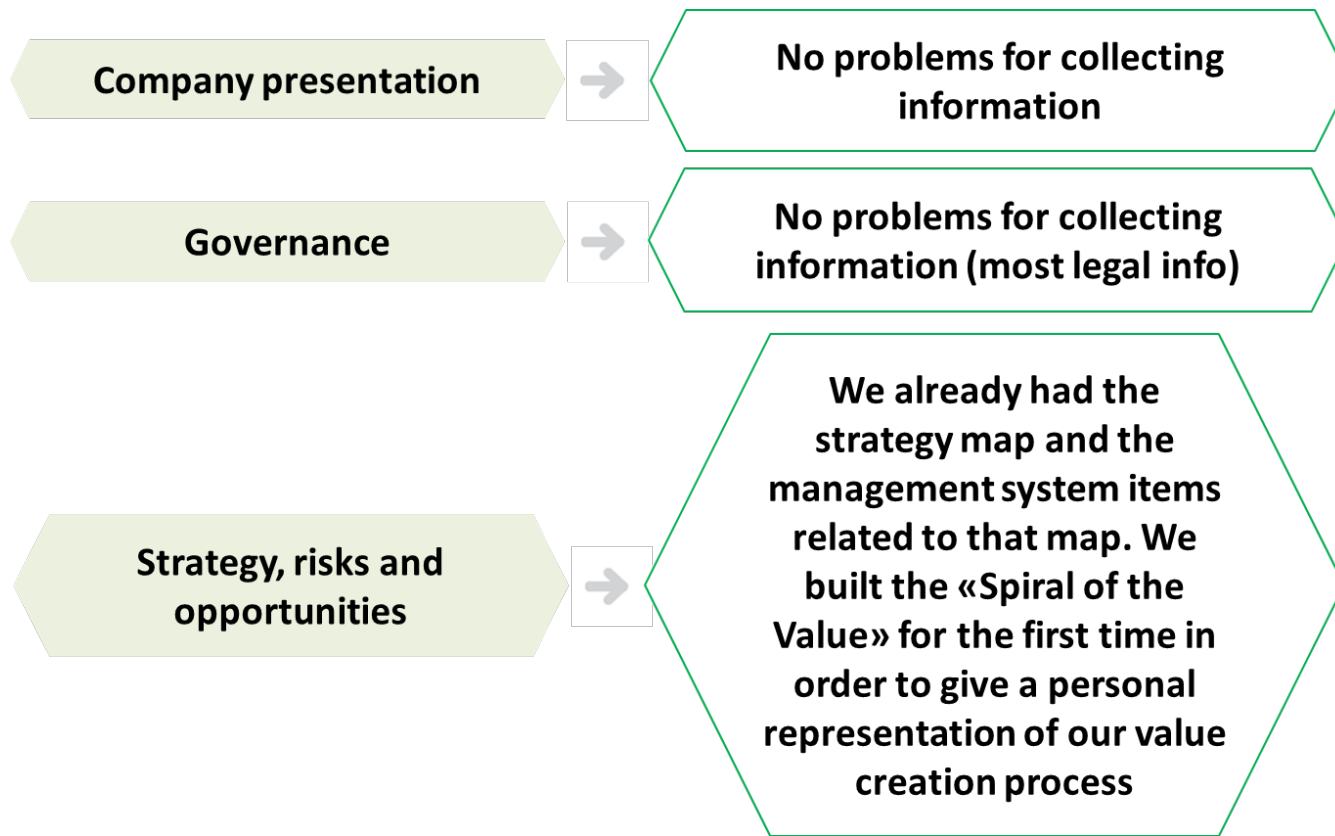 Company presentation
No problems for collecting
information
Governance
No problems for collecting
information (most legal info)
Strategy, risks and
opportunities
We already had the
strategy map and the
management system items
related to that map. We
built the «Spiral of the
Value» for the first time in
order to give a personal
representation of our value
creation process